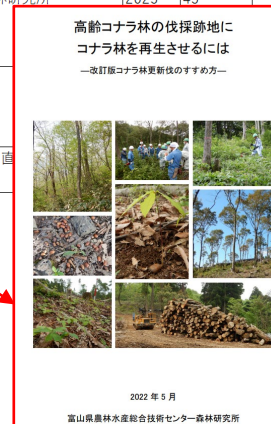 2023
45
直
高齢コナラ林の伐採跡地に
コナラ林を再生させるには
―改訂版コナラ林更新伐のすすめ方―
2022 年 5 月
富山県農林水産総合技術センター森林研究所